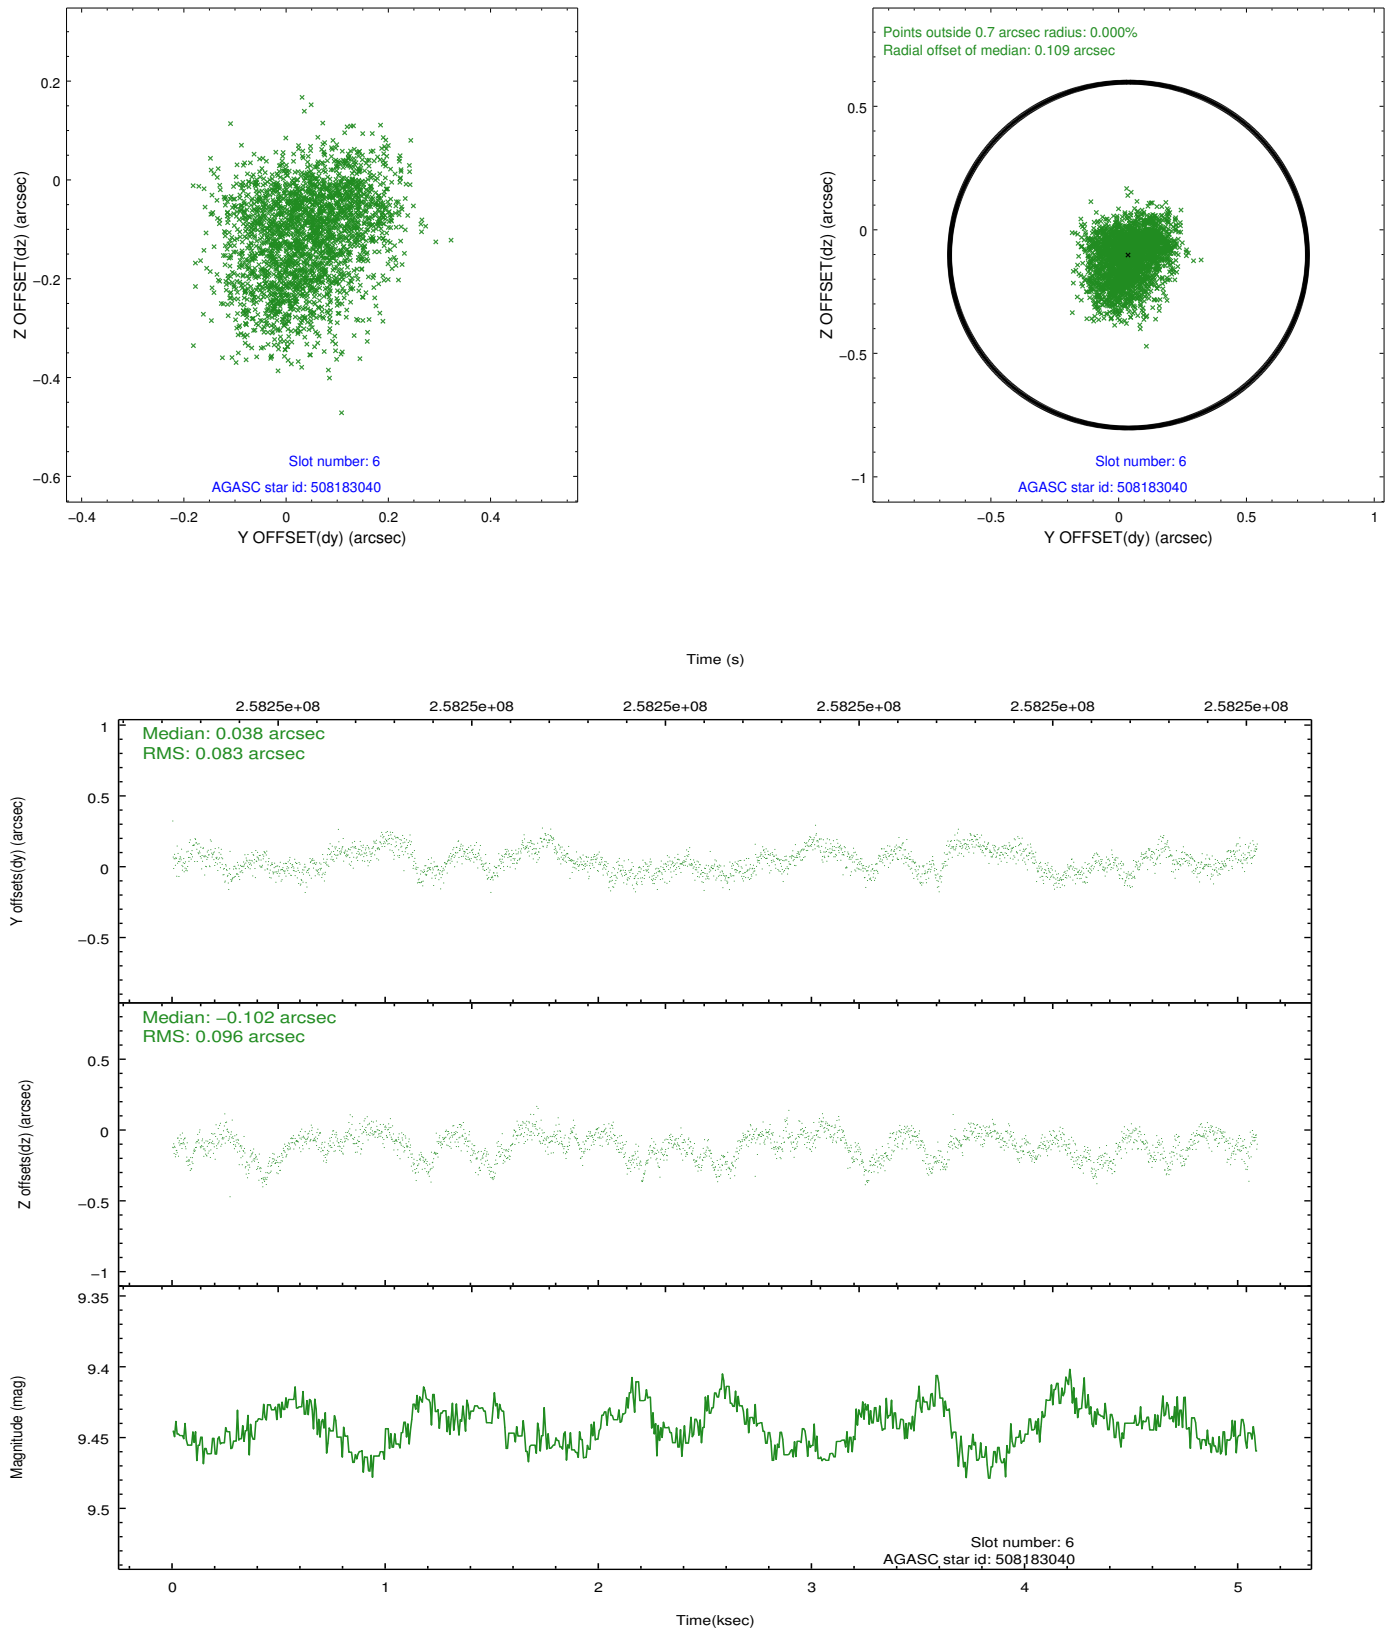 0.2
0
−0.2
−0.4
−0.6
Z OFFSET(dz) (arcsec)
Slot number: 6
AGASC star id: 508183040
−0.4
−0.2
0
0.2
0.4
Y OFFSET(dy) (arcsec)
Points outside 0.7 arcsec radius: 0.000%
Radial offset of median: 0.109 arcsec
0.5
0
−0.5
−1
Z OFFSET(dz) (arcsec)
Slot number: 6
AGASC star id: 508183040
−0.5
0
0.5
1
Y OFFSET(dy) (arcsec)
Time (s)
2.5825e+08
2.5825e+08
2.5825e+08
2.5825e+08
2.5825e+08
2.5825e+08
Median: 0.038 arcsec
RMS: 0.083 arcsec
1
0.5
0
−0.5
Y offsets(dy) (arcsec)
Median: −0.102 arcsec
RMS: 0.096 arcsec
0.5
0
−0.5
−1
Z offsets(dz) (arcsec)
9.35
9.4
9.45
9.5
Magnitude (mag)
Slot number: 6
AGASC star id: 508183040
0
1
2
3
4
5
Time(ksec)